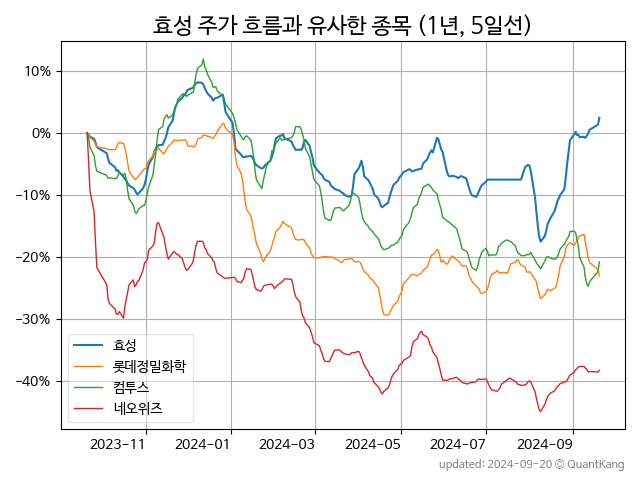 효성 주가 흐름과 유사한 종목 (1년, 5일선)
10%
0%
−10%
−20%
−30%
−40%
효성
롯데정밀화학
컴투스
네오위즈
2023-11
2024-01
2024-03
2024-05
2024-07
2024-09
updated: 2024-09-20 © QuantKang